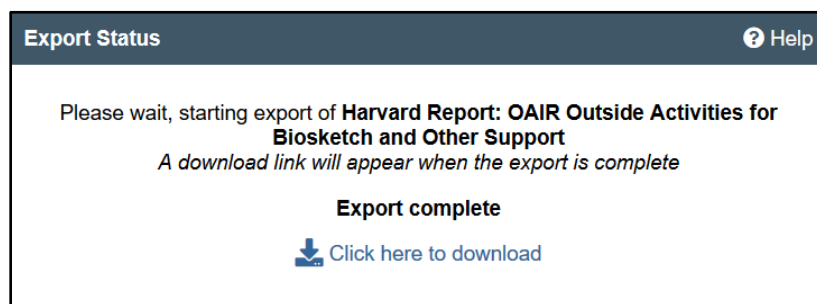 Export Status
Help
Please wait, starting export of Harvard Report: OAIR Outside Activities for
Biosketch and Other Support
A download link will appear when the export is complete
Export complete
Click here to download